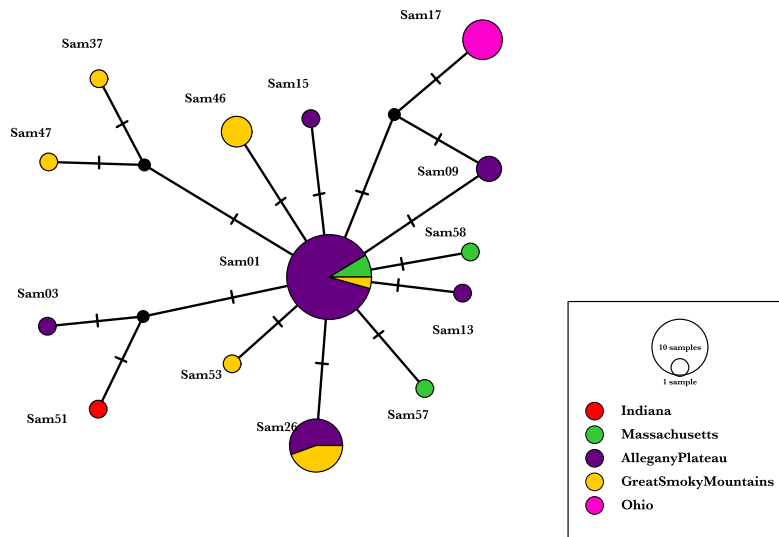 Sam17
Sam37
Sam15
Sam46
Sam47
Sam09
Sam58
Sam01
Sam03
Sam13
Sam53
Sam57
Sam51
Sam26
10 samples
1 sample
Indiana
Massachusetts
AlleganyPlateau
GreatSmokyMountains
Ohio